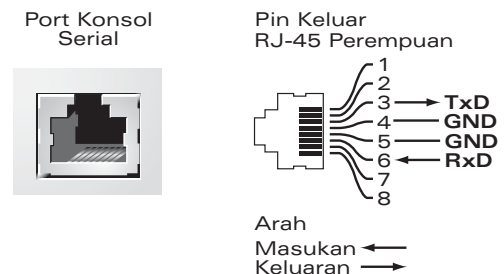 Port Konsol
Serial
Pin Keluar
RJ-45 Perempuan
1
2
3 TxD
4 GND
5 GND
6 RxD
7
8
Arah
Masukan
Keluaran